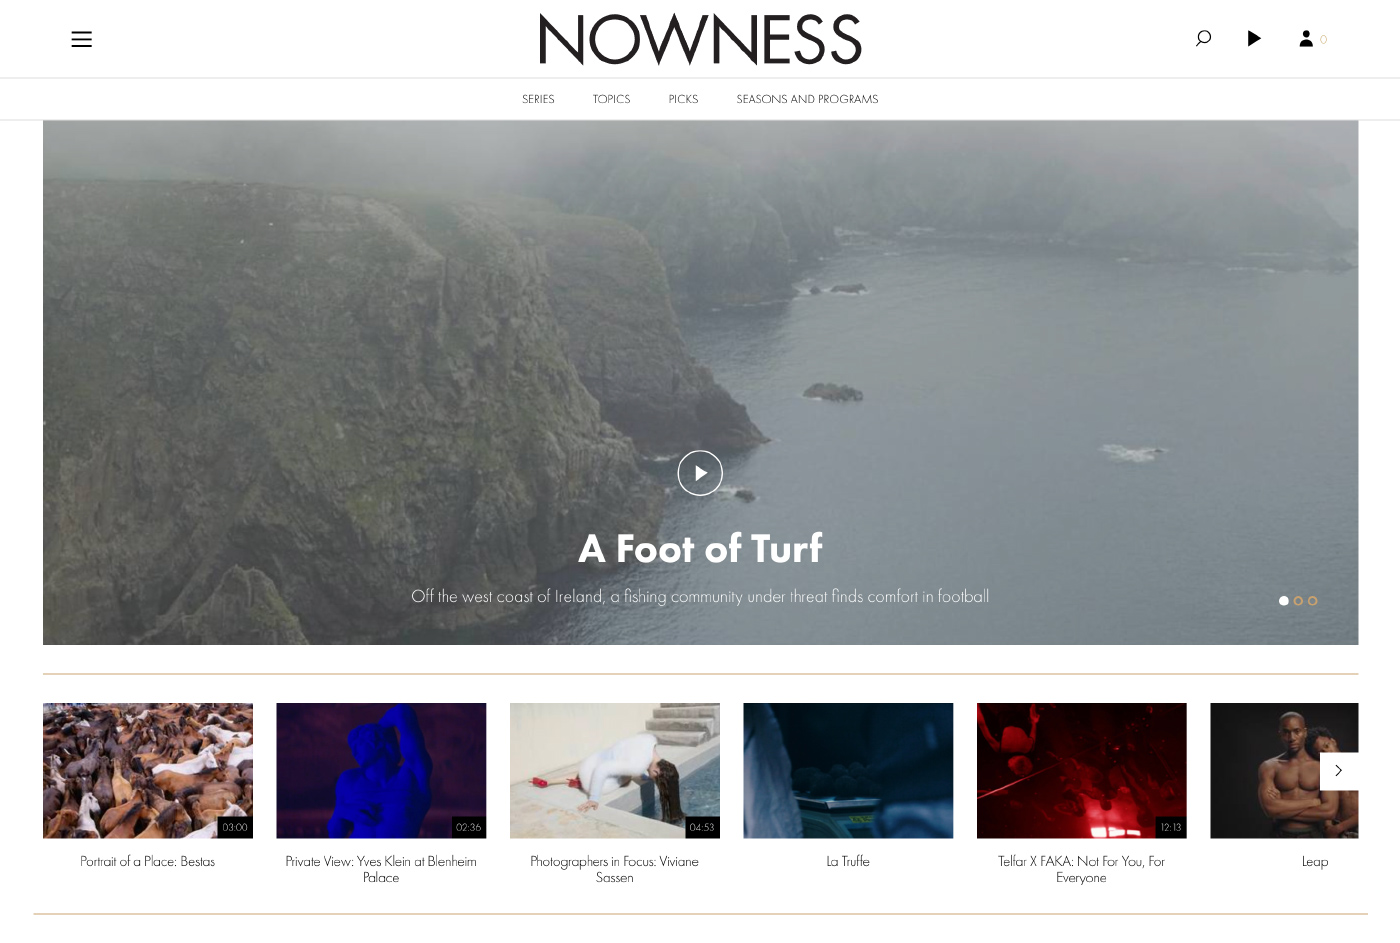 NOWNESS
0
SERIES
TOPICS
PICKS
SEASONS AND PROGRAMS
A Foot of Turf
Off the west coast of Ireland, a fishing community under threat finds comfort in football
03:00
02:36
04:53
12:13
Portrait of a Place: Bestas
Private View: Yves Klein at Blenheim
Palace
Photographers in Focus: Viviane
Sassen
La Truffe
Telfar X FAKA: Not For You, For
Everyone
Leap